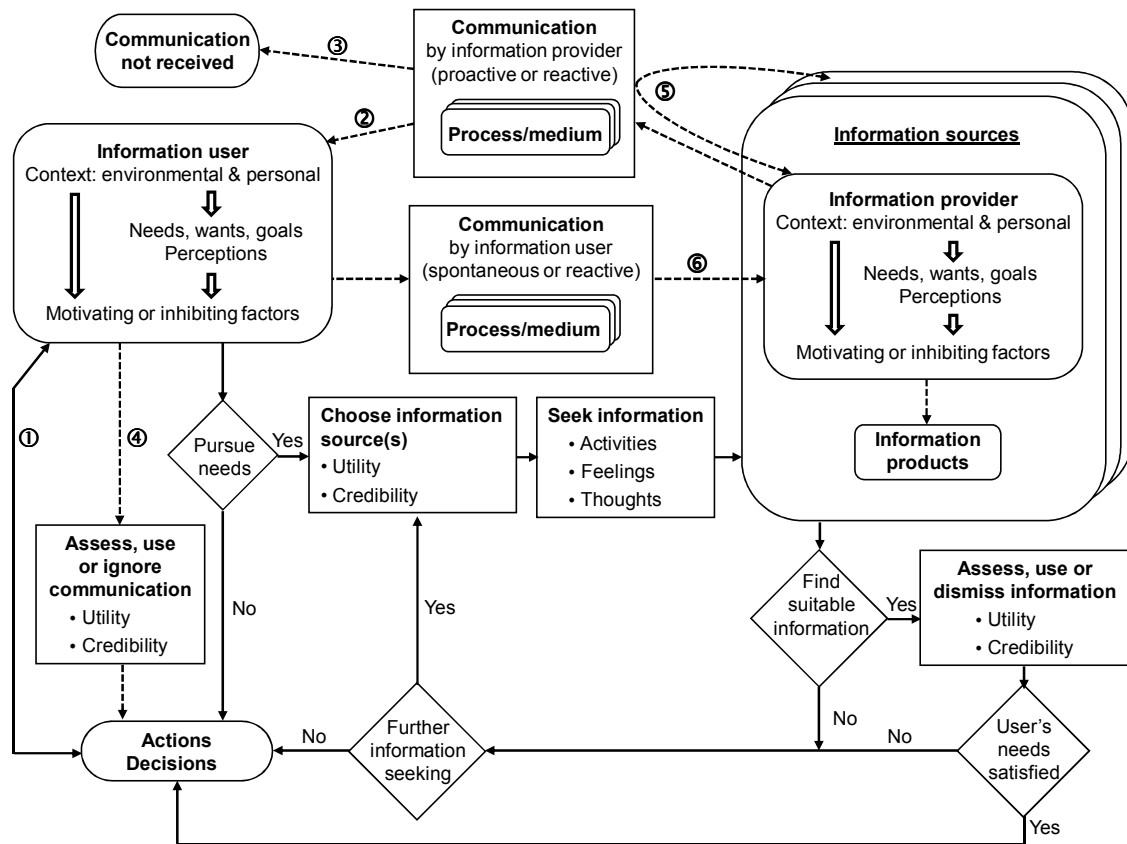 Communication
not received
③
Communication
by information provider
(proactive or reactive)
Process/medium
②
⑤
Information sources
Information user
Context: environmental & personal
Needs, wants, goals
Perceptions
Motivating or inhibiting factors
Communication
by information user
(spontaneous or reactive)
Process/medium
⑥
Information provider
Context: environmental & personal
Needs, wants, goals
Perceptions
Motivating or inhibiting factors
Information
products
①
④
Pursue
needs
Yes
No
Choose information
source(s)
• Utility
• Credibility
Seek information
• Activities
• Feelings
• Thoughts
Assess, use
or ignore
communication
• Utility
• Credibility
Yes
Find
suitable
information
Yes
No
Assess, use or
dismiss information
• Utility
• Credibility
Actions
Decisions
No
Further
information
seeking
No
User's
needs
satisfied
Yes